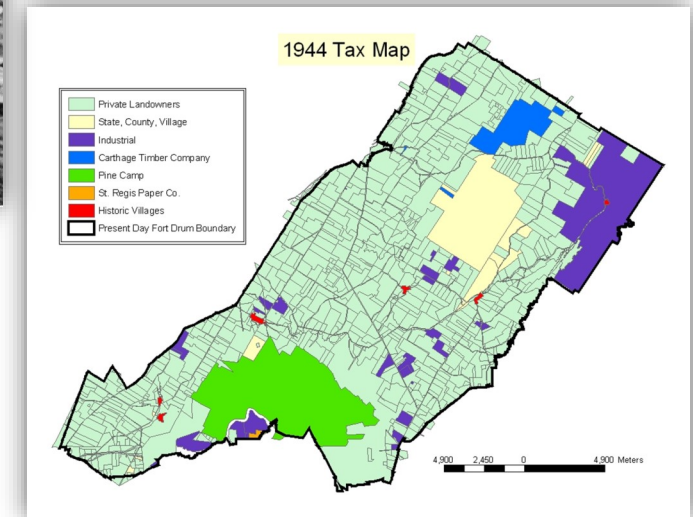 1944 Tax Map
Private Landowners
State, County, Village
Industrial
Carthage Timber Company
Pine Camp
St. Regis Paper Co.
Historic Villages
Present Day Fort Drum Boundary
4,900 2,450 0 4,900 Meters